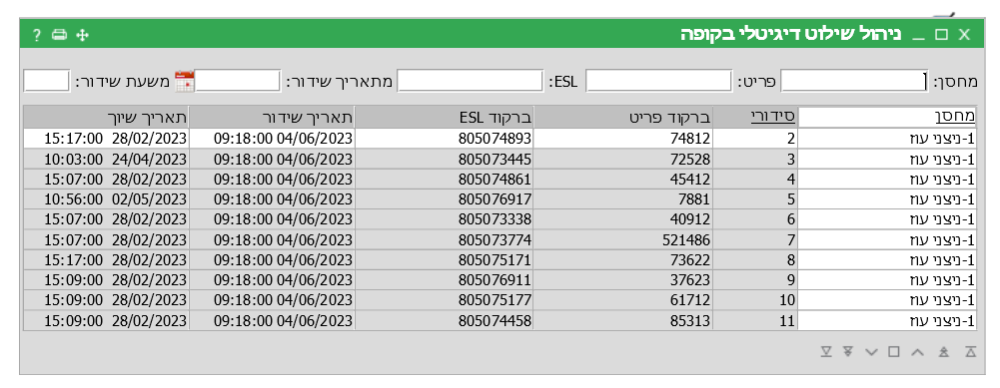 ניהול שילוט דיגיטלי בקופה
מחסן: פריט: ESL: מתאריך שידור: משעת שידור:
מחסן סידורי ברקוד פריט ברקוד ESL תאריך שידור תאריך שיוך
1-ניצני עוז 2 74812 805074893 04/06/2023 09:18:00 28/02/2023 15:17:00
1-ניצני עוז 3 72528 805073445 04/06/2023 09:18:00 24/04/2023 10:03:00
1-ניצני עוז 4 45412 805074861 04/06/2023 09:18:00 28/02/2023 15:07:00
1-ניצני עוז 5 7881 805076917 04/06/2023 09:18:00 02/05/2023 10:56:00
1-ניצני עוז 6 40912 805073338 04/06/2023 09:18:00 28/02/2023 15:07:00
1-ניצני עוז 7 521486 805073774 04/06/2023 09:18:00 28/02/2023 15:07:00
1-ניצני עוז 8 73622 805075171 04/06/2023 09:18:00 28/02/2023 15:17:00
1-ניצני עוז 9 37623 805076911 04/06/2023 09:18:00 28/02/2023 15:09:00
1-ניצני עוז 10 61712 805075177 04/06/2023 09:18:00 28/02/2023 15:09:00
1-ניצני עוז 11 85313 805074458 04/06/2023 09:18:00 28/02/2023 15:09:00